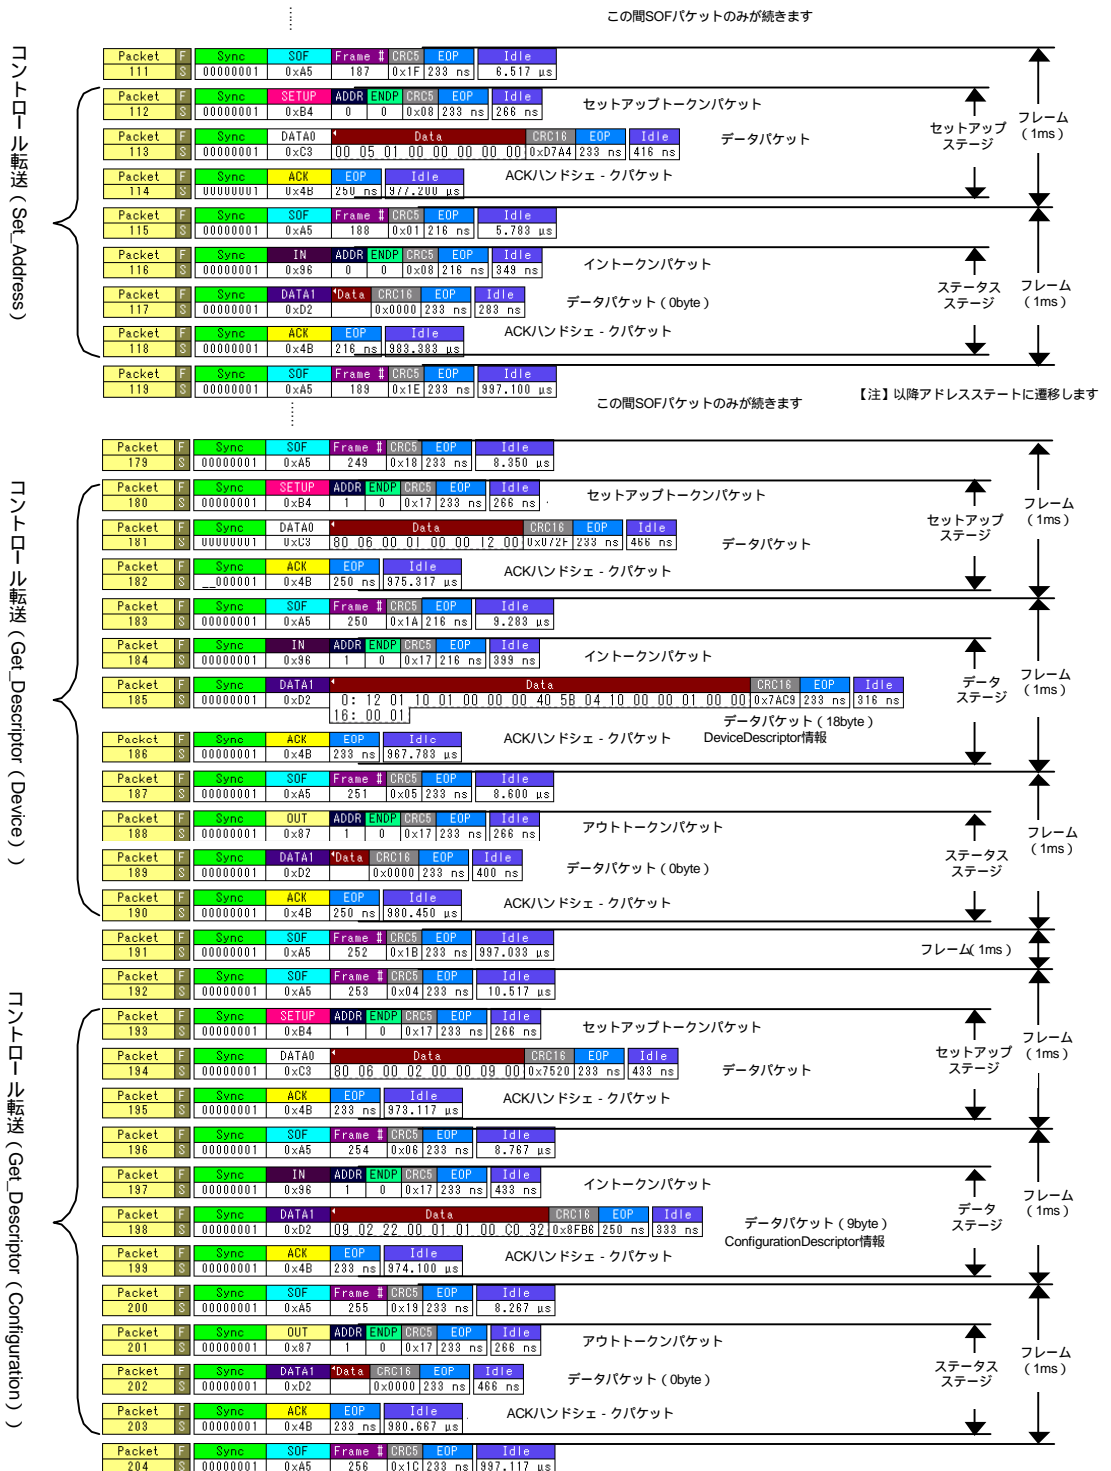 この間SOFパケットのみが続きます
Packet F Sync SOF Frame # CRC5 EOP Idle
111 S 00000001 0xA5 187 0x1F 233 ns 6.517 µs
Packet F Sync SETUP ADDR ENDP CRC5 EOP Idle
112 S 00000001 0xB4 0 0 0x08 233 ns 266 ns
セットアップトークンパケット
Packet F Sync DATA0 Data CRC16 EOP Idle
113 S 00000001 0xC3 00 05 01 00 00 00 00 00 0xD7A4 233 ns 416 ns
データパケット
Packet F Sync ACK EOP Idle
114 S 00000001 0x4B 250 ns 977.200 µs
ACKハンドシェ - クパケット
セットアップ
ステージ
フレーム
(1ms)
Packet F Sync SOF Frame # CRC5 EOP Idle
115 S 00000001 0xA5 188 0x01 216 ns 5.783 µs
Packet F Sync IN ADDR ENDP CRC5 EOP Idle
116 S 00000001 0x96 0 0 0x08 216 ns 349 ns
イントークンパケット
Packet F Sync DATA1 Data CRC16 EOP Idle
117 S 00000001 0xD2 0x0000 233 ns 283 ns
データパケット(0byte)
Packet F Sync ACK EOP Idle
118 S 00000001 0x4B 216 ns 983.383 µs
ACKハンドシェ - クパケット
ステータス
ステージ
フレーム
(1ms)
コントロール転送(Set_Address)
Packet F Sync SOF Frame # CRC5 EOP Idle
119 S 00000001 0xA5 189 0x1E 233 ns 997.100 µs
この間SOFパケットのみが続きます
【注】以降アドレスステートに遷移します
Packet F Sync SOF Frame # CRC5 EOP Idle
179 S 00000001 0xA5 249 0x18 233 ns 8.350 µs
Packet F Sync SETUP ADDR ENDP CRC5 EOP Idle
180 S 00000001 0xB4 1 0 0x17 233 ns 266 ns
セットアップトークンパケット
Packet F Sync DATA0 Data CRC16 EOP Idle
181 S 00000001 0xC3 80 06 00 01 00 00 12 00 0x072F 233 ns 466 ns
データパケット
Packet F Sync ACK EOP Idle
182 S __000001 0x4B 250 ns 975.317 µs
ACKハンドシェ - クパケット
セットアップ
ステージ
フレーム
(1ms)
Packet F Sync SOF Frame # CRC5 EOP Idle
183 S 00000001 0xA5 250 0x1A 216 ns 9.283 µs
Packet F Sync IN ADDR ENDP CRC5 EOP Idle
184 S 00000001 0x96 1 0 0x17 216 ns 399 ns
イントークンパケット
Packet F Sync DATA1 Data CRC16 EOP Idle
185 S 00000001 0xD2 0: 12 01 10 01 00 00 00 40 5B 04 10 00 00 01 00 00 0x7AC9 233 ns 316 ns
16: 00 01
データパケット(18byte)
DeviceDescriptor情報
Packet F Sync ACK EOP Idle
186 S 00000001 0x4B 233 ns 967.783 µs
ACKハンドシェ - クパケット
データ
ステージ
フレーム
(1ms)
Packet F Sync SOF Frame # CRC5 EOP Idle
187 S 00000001 0xA5 251 0x05 233 ns 8.600 µs
Packet F Sync OUT ADDR ENDP CRC5 EOP Idle
188 S 00000001 0x87 1 0 0x17 233 ns 266 ns
アウトトークンパケット
Packet F Sync DATA1 Data CRC16 EOP Idle
189 S 00000001 0xD2 0x0000 233 ns 400 ns
データパケット(0byte)
Packet F Sync ACK EOP Idle
190 S 00000001 0x4B 250 ns 980.450 µs
ACKハンドシェ - クパケット
ステータス
ステージ
フレーム
(1ms)
コントロール転送(Get_Descriptor(Device))
Packet F Sync SOF Frame # CRC5 EOP Idle
191 S 00000001 0xA5 252 0x1B 233 ns 997.033 µs
フレーム(1ms)
Packet F Sync SOF Frame # CRC5 EOP Idle
192 S 00000001 0xA5 253 0x04 233 ns 10.517 µs
Packet F Sync SETUP ADDR ENDP CRC5 EOP Idle
193 S 00000001 0xB4 1 0 0x17 233 ns 266 ns
セットアップトークンパケット
Packet F Sync DATA0 Data CRC16 EOP Idle
194 S 00000001 0xC3 80 06 00 02 00 00 09 00 0x7520 233 ns 433 ns
データパケット
Packet F Sync ACK EOP Idle
195 S 00000001 0x4B 233 ns 973.117 µs
ACKハンドシェ - クパケット
セットアップ
ステージ
フレーム
(1ms)
Packet F Sync SOF Frame # CRC5 EOP Idle
196 S 00000001 0xA5 254 0x06 233 ns 8.767 µs
Packet F Sync IN ADDR ENDP CRC5 EOP Idle
197 S 00000001 0x96 1 0 0x17 233 ns 433 ns
イントークンパケット
Packet F Sync DATA1 Data CRC16 EOP Idle
198 S 00000001 0xD2 09 02 22 00 01 01 00 C0 32 0x8FB6 250 ns 333 ns
データパケット(9byte)
ConfigurationDescriptor情報
Packet F Sync ACK EOP Idle
199 S 00000001 0x4B 233 ns 974.100 µs
ACKハンドシェ - クパケット
データ
ステージ
フレーム
(1ms)
Packet F Sync SOF Frame # CRC5 EOP Idle
200 S 00000001 0xA5 255 0x19 233 ns 8.267 µs
Packet F Sync OUT ADDR ENDP CRC5 EOP Idle
201 S 00000001 0x87 1 0 0x17 233 ns 266 ns
アウトトークンパケット
Packet F Sync DATA1 Data CRC16 EOP Idle
202 S 00000001 0xD2 0x0000 233 ns 466 ns
データパケット(0byte)
Packet F Sync ACK EOP Idle
203 S 00000001 0x4B 233 ns 980.667 µs
ACKハンドシェ - クパケット
ステータス
ステージ
フレーム
(1ms)
コントロール転送(Get_Descriptor(Configuration))
Packet F Sync SOF Frame # CRC5 EOP Idle
204 S 00000001 0xA5 256 0x1C 233 ns 997.117 µs